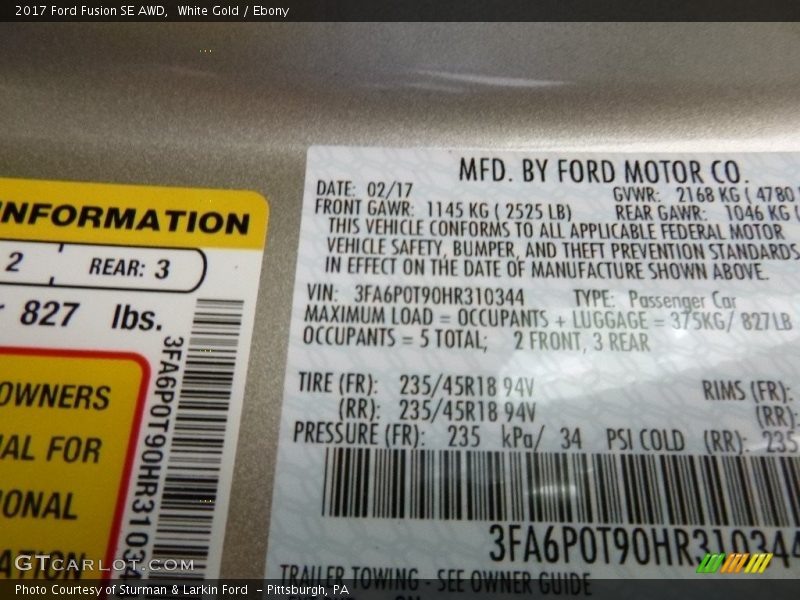 2017 Ford Fusion SE AWD, White Gold / Ebony
INFORMATION
2 REAR: 3
827 lbs.
OWNERS
FOR
3FA6P0T90HR31034
MFD. BY FORD MOTOR CO.
DATE: 02/17 GVWR: 2168 KG ( 4780
FRONT GAWR: 1145 KG ( 2525 LB) REAR GAWR: 1046 KG (
THIS VEHICLE CONFORMS TO ALL APPLICABLE FEDERAL MOTOR
VEHICLE SAFETY, BUMPER, AND THEFT PREVENTION STANDARDS
IN EFFECT ON THE DATE OF MANUFACTURE SHOWN ABOVE.
VIN: 3FA6P0T90HR310344 TYPE: Passenger Car
MAXIMUM LOAD = OCCUPANTS + LUGGAGE = 375KG/ 827LB
OCCUPANTS = 5 TOTAL; 2 FRONT, 3 REAR
TIRE (FR): 235/45R18 94V RIMS (FR):
(RR): 235/45R18 94V (RR):
PRESSURE (FR): 235 kPa/ 34 PSI COLD (RR): 235
3FA6P0T90HR310344
TRAILER TOWING - SEE OWNER GUIDE
GTCarLot.com
Photo Courtesy of Sturman & Larkin Ford - Pittsburgh, PA